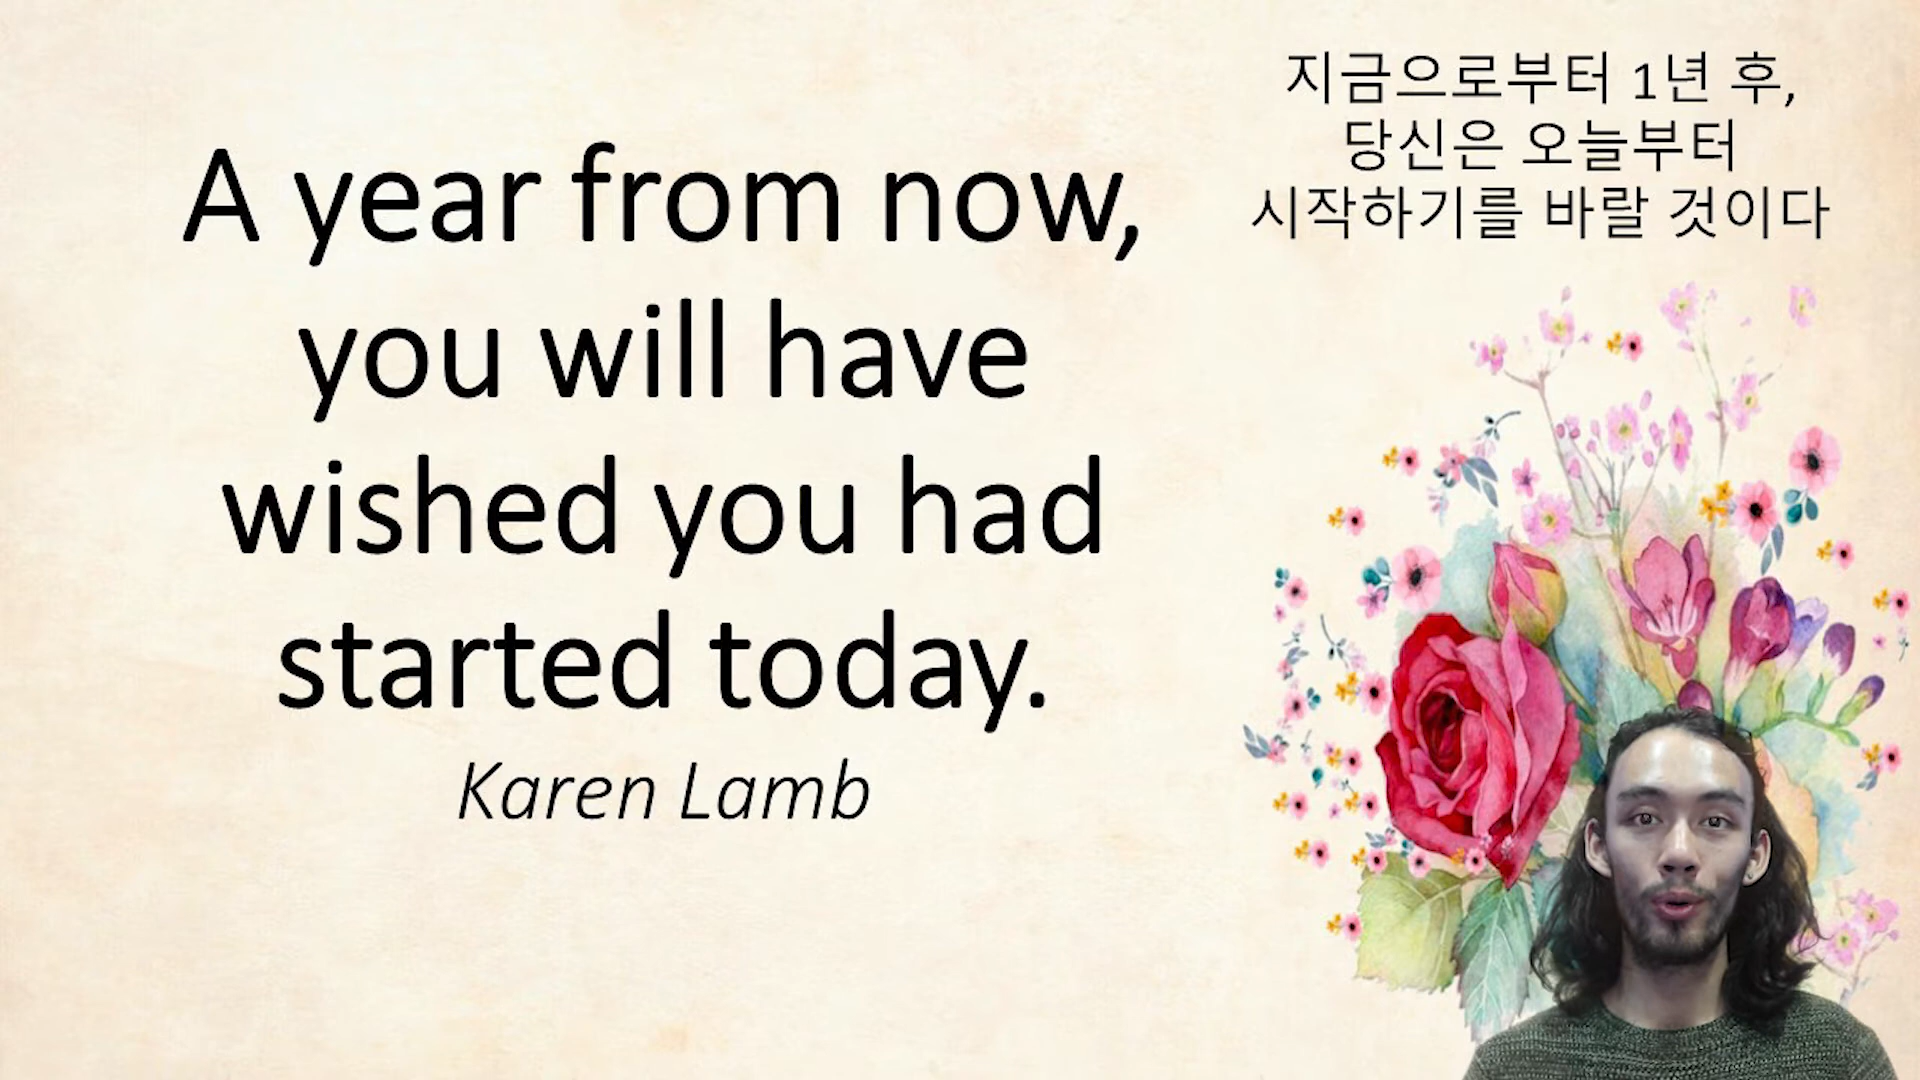 A year from now,
you will have
wished you had
started today.
Karen Lamb
지금으로부터 1년 후,
당신은 오늘부터
시작하기를 바랄 것이다